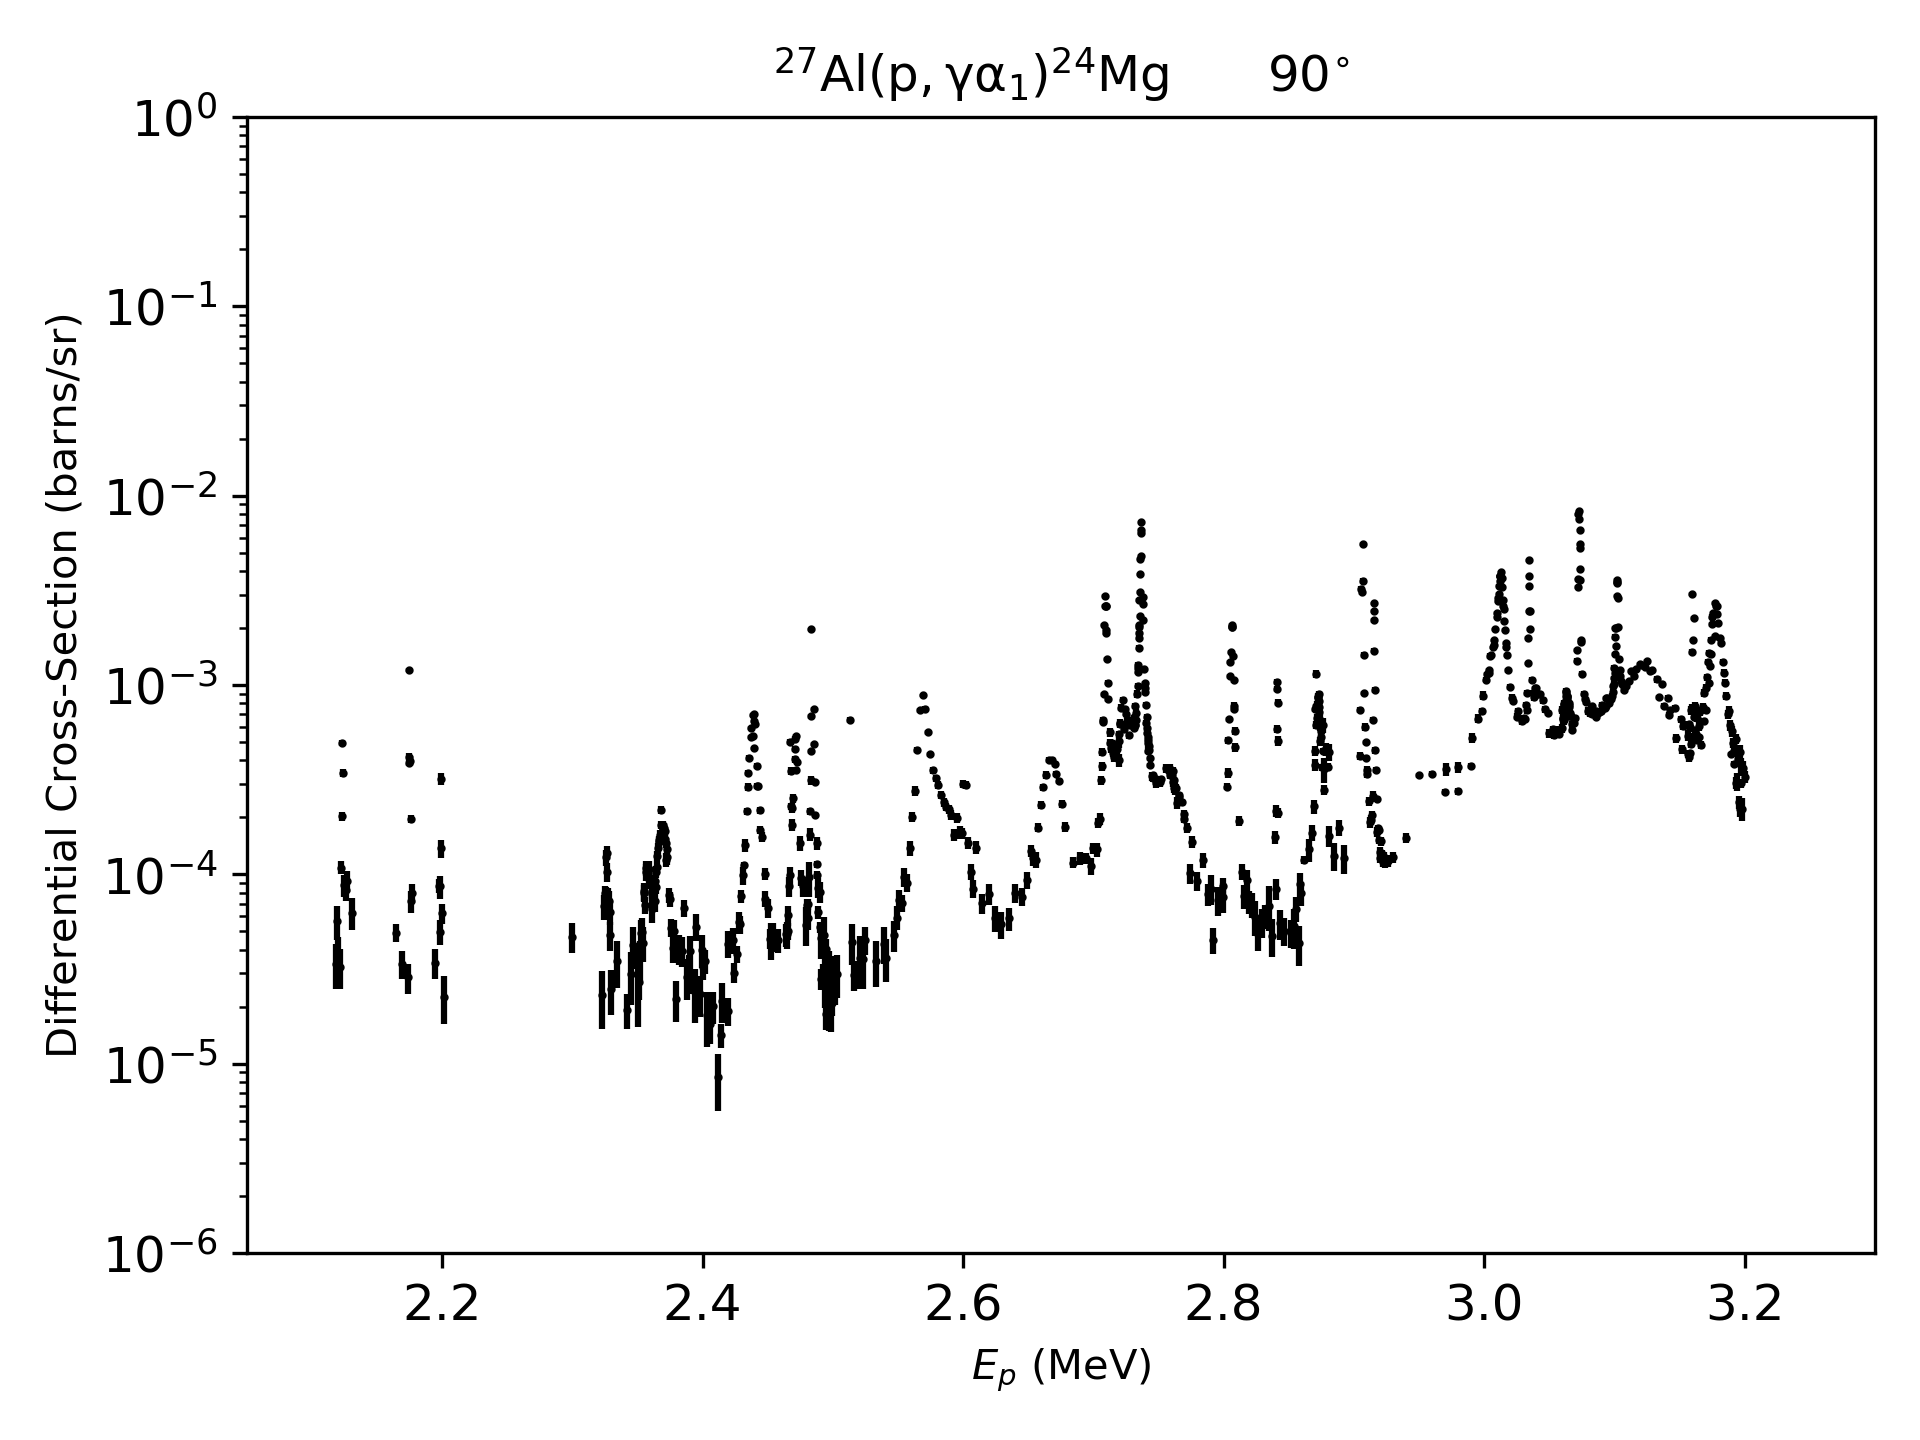 ²⁷Al(p, γα₁)²⁴Mg 90°
10⁰
10⁻¹
10⁻²
10⁻³
10⁻⁴
10⁻⁵
10⁻⁶
Differential Cross-Section (barns/sr)
2.2 2.4 2.6 2.8 3.0 3.2
Eₚ (MeV)